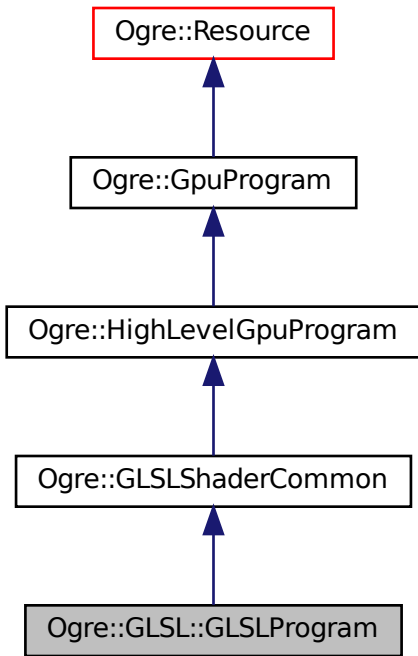 Ogre::Resource
Ogre::GpuProgram
Ogre::HighLevelGpuProgram
Ogre::GLSLShaderCommon
Ogre::GLSL::GLSLProgram